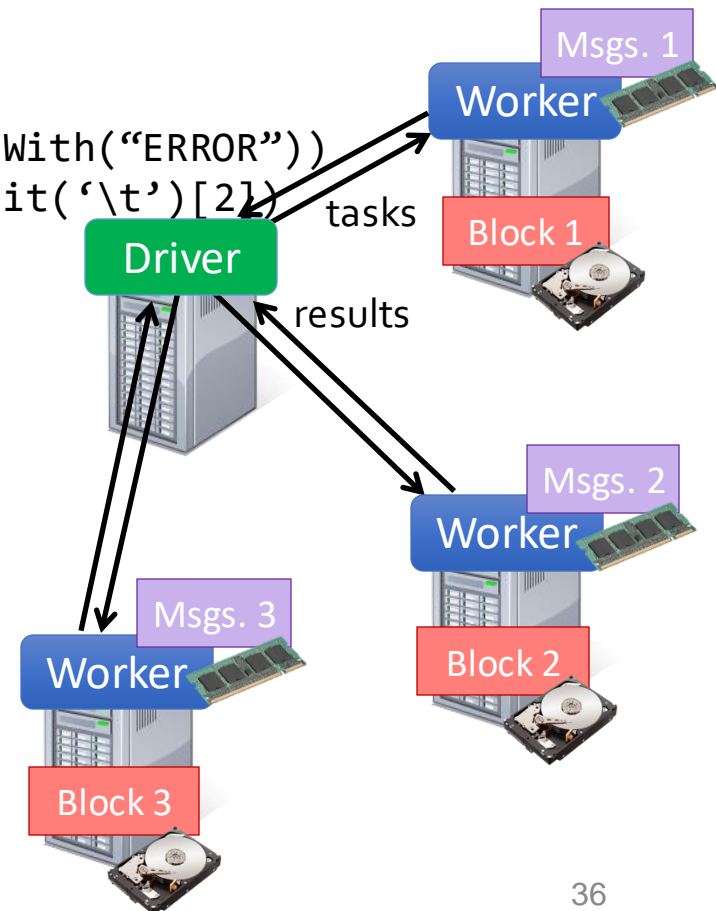 Msgs. 1
Worker
With(“ERROR”))
it(‘\t’)[2])
tasks
Block 1
Driver
results
Msgs. 2
Worker
Msgs. 3
Worker
Block 2
Block 3
36